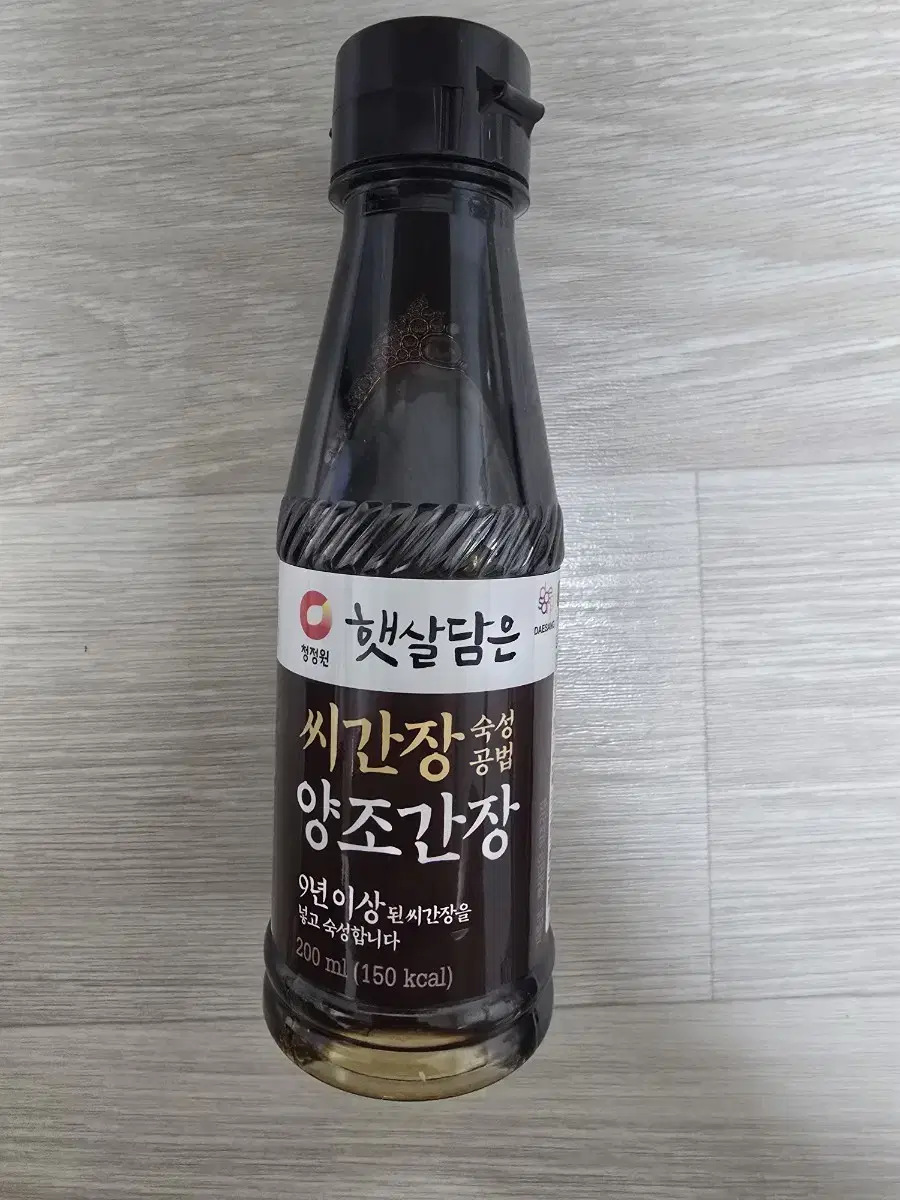 청정원
햇살담은
DAESANG
씨간장 숙성
공법
양조간장
9년 이상 된 씨간장을
넣고 숙성합니다
200 ml (150 kcal)